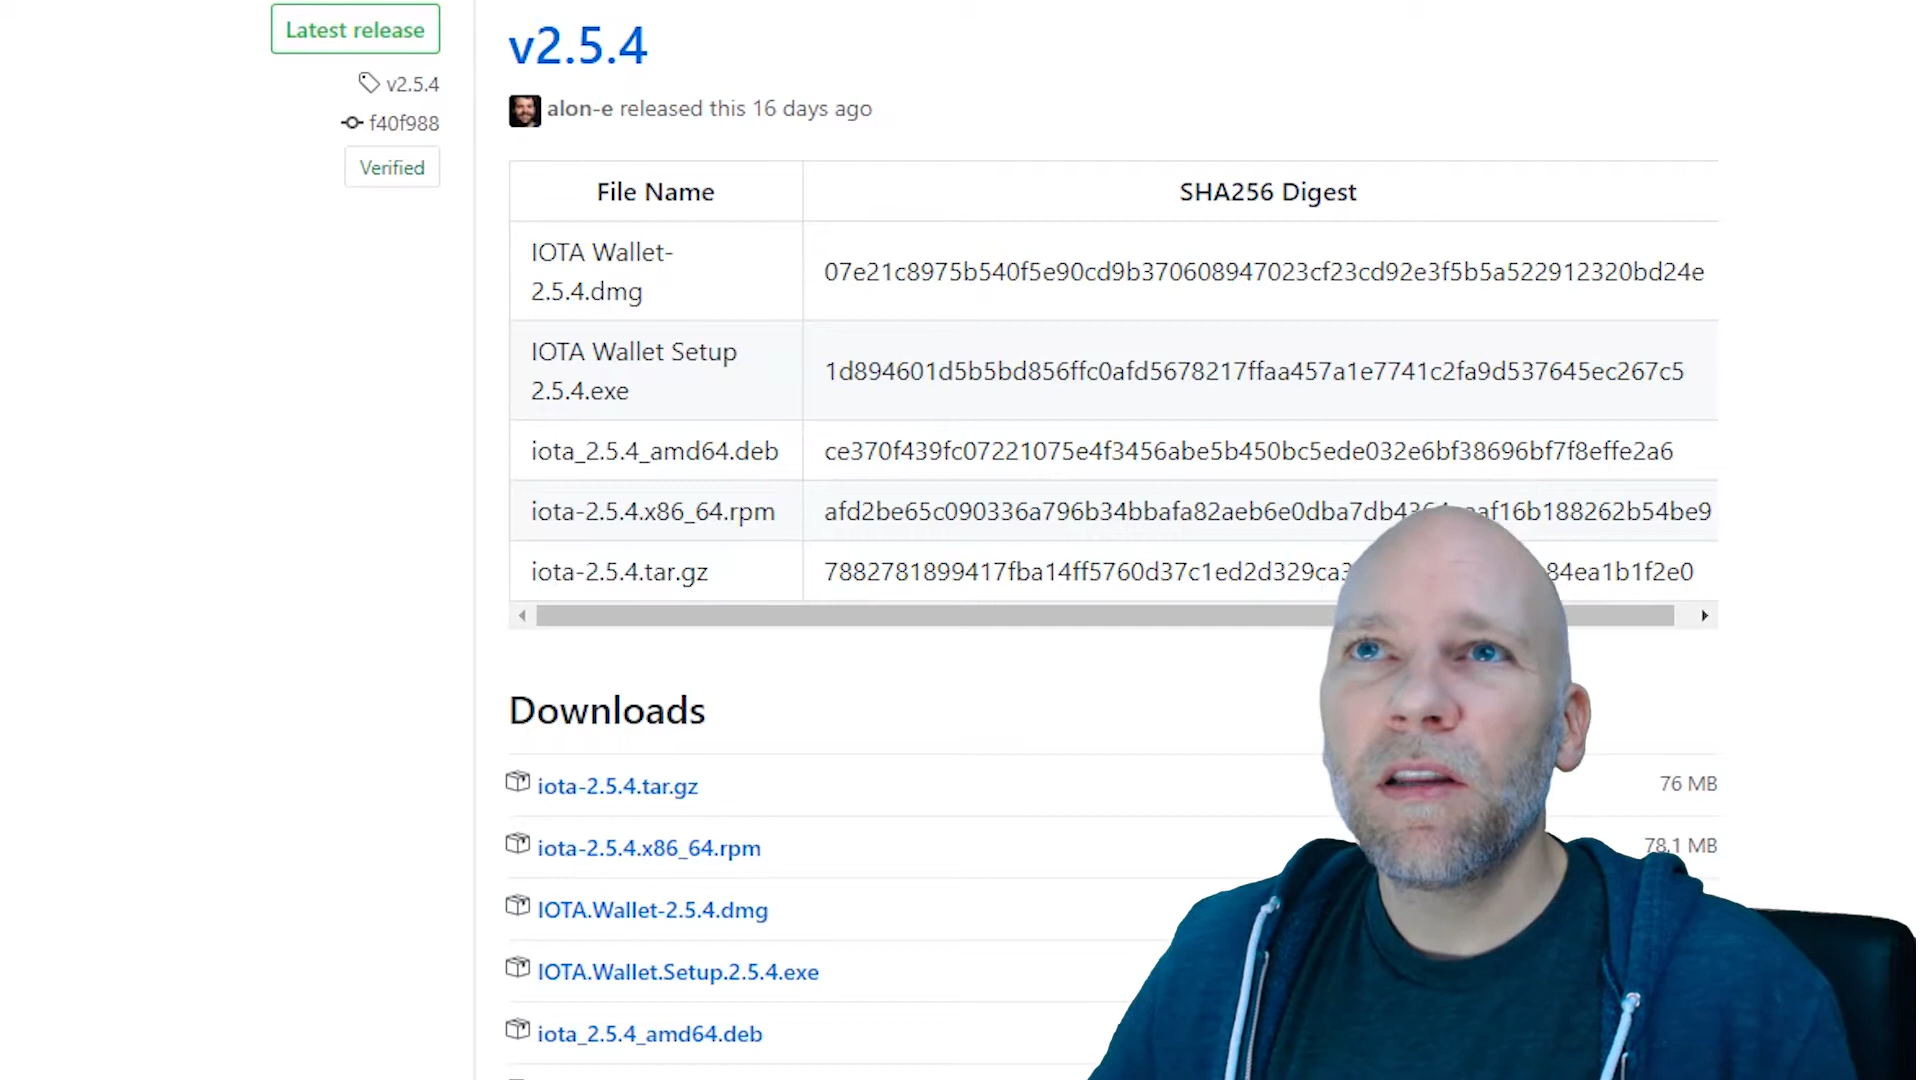 Latest release
v2.5.4
v2.5.4
alon-e released this 16 days ago
f40f988
Verified
File Name SHA256 Digest
IOTA Wallet-
2.5.4.dmg
07e21c8975b540f5e90cd9b370608947023cf23cd92e3f5b5a522912320bd24e
IOTA Wallet Setup
2.5.4.exe
1d894601d5b5bd856ffc0afd5678217ffaa457a1e7741c2fa9d537645ec267c5
iota_2.5.4_amd64.deb ce370f439fc07221075e4f3456abe5b450bc5ede032e6bf38696bf7f8effe2a6
iota-2.5.4.x86_64.rpm
iota-2.5.4.tar.gz
Downloads
iota-2.5.4.tar.gz 76 MB
iota-2.5.4.x86_64.rpm 78.1 MB
IOTA.Wallet-2.5.4.dmg
IOTA.Wallet.Setup.2.5.4.exe
iota_2.5.4_amd64.deb